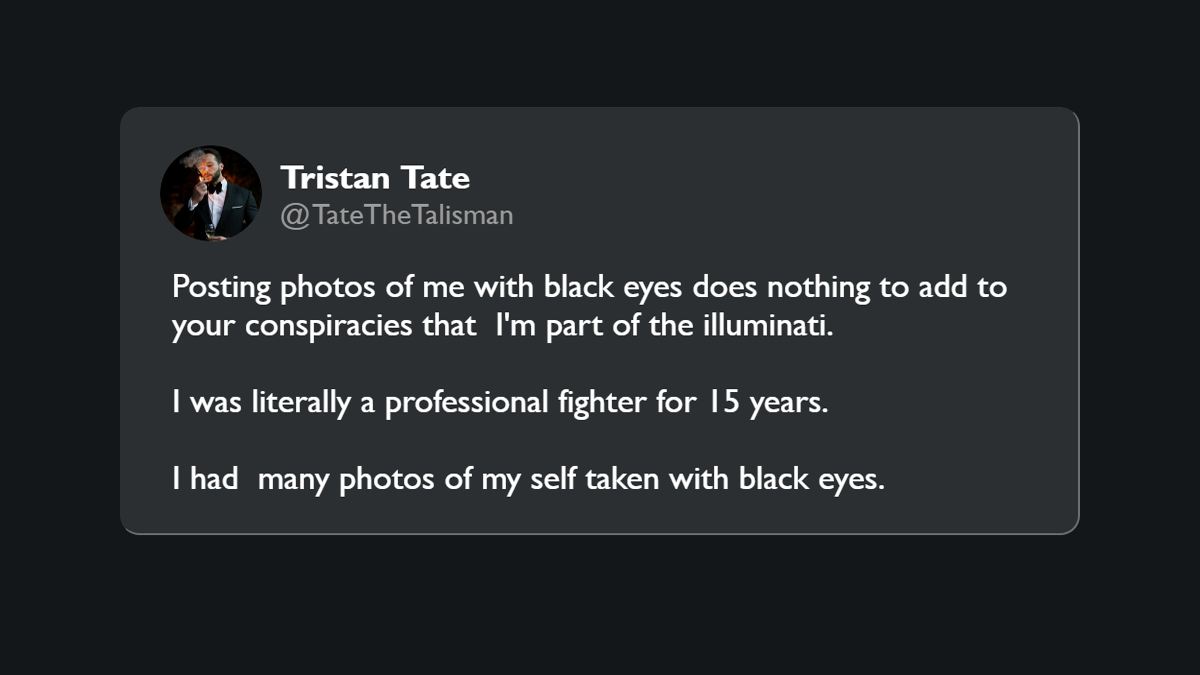 Tristan Tate
@TateTheTalisman
Posting photos of me with black eyes does nothing to add to
your conspiracies that  I'm part of the illuminati.
I was literally a professional fighter for 15 years.
I had  many photos of my self taken with black eyes.